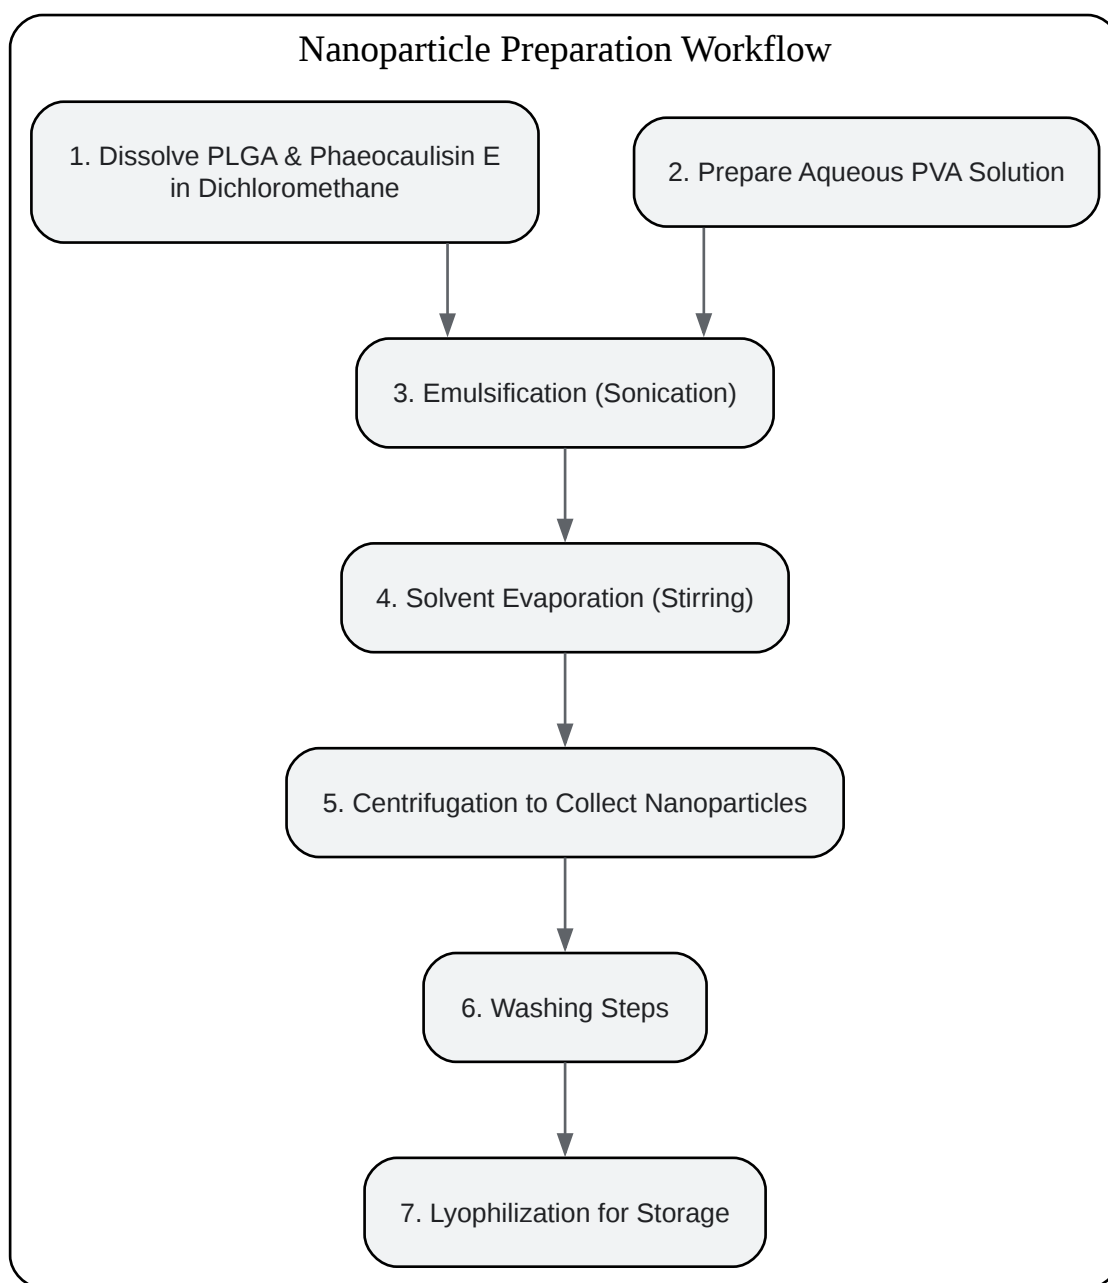 Nanoparticle Preparation Workflow
1. Dissolve PLGA & Phaeocaulisin E
in Dichloromethane
2. Prepare Aqueous PVA Solution
3. Emulsification (Sonication)
4. Solvent Evaporation (Stirring)
5. Centrifugation to Collect Nanoparticles
6. Washing Steps
7. Lyophilization for Storage